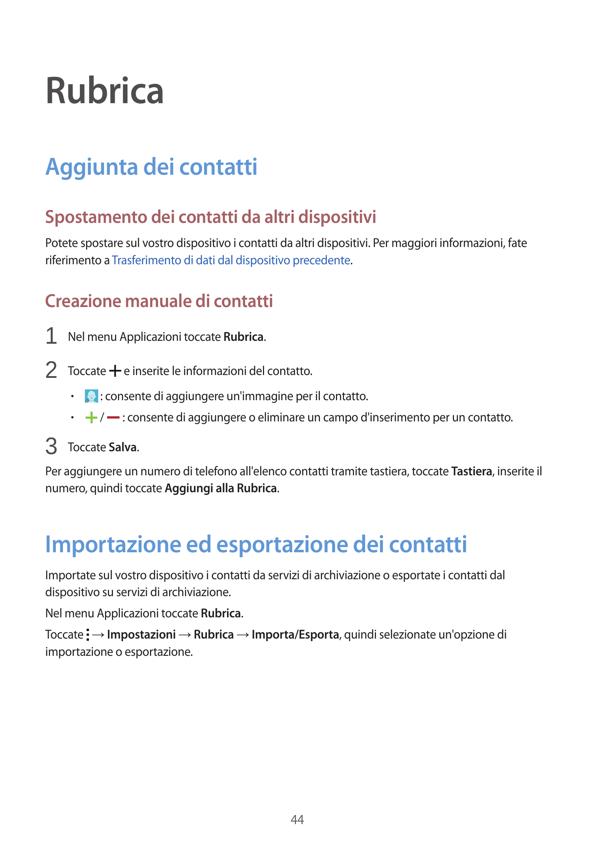 Rubrica
Aggiunta dei contatti
Spostamento dei contatti da altri dispositivi
Potete spostare sul vostro dispositivo i contatti da altri dispositivi. Per maggiori informazioni, fate
riferimento a Trasferimento di dati dal dispositivo precedente.
Creazione manuale di contatti
1 Nel menu Applicazioni toccate Rubrica.
2 Toccate + e inserite le informazioni del contatto.
• : consente di aggiungere un'immagine per il contatto.
• + / − : consente di aggiungere o eliminare un campo d'inserimento per un contatto.
3 Toccate Salva.
Per aggiungere un numero di telefono all'elenco contatti tramite tastiera, toccate Tastiera, inserite il
numero, quindi toccate Aggiungi alla Rubrica.
Importazione ed esportazione dei contatti
Importate sul vostro dispositivo i contatti da servizi di archiviazione o esportate i contatti dal
dispositivo su servizi di archiviazione.
Nel menu Applicazioni toccate Rubrica.
Toccate ⋮ → Impostazioni → Rubrica → Importa/Esporta, quindi selezionate un'opzione di
importazione o esportazione.
44